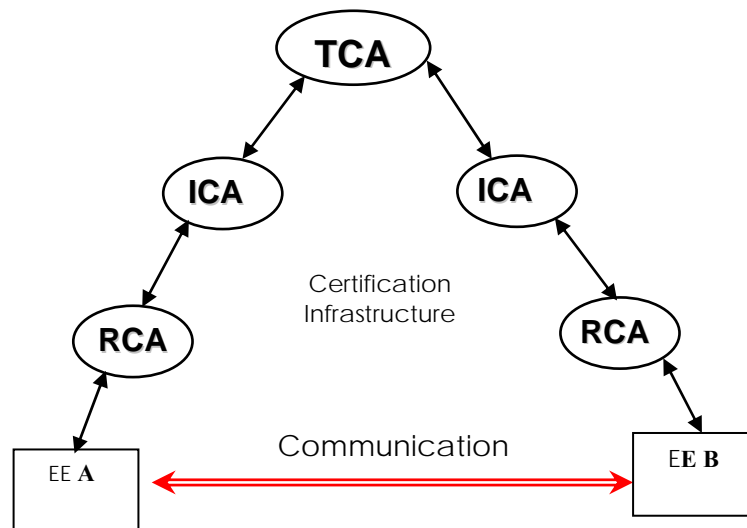 TCA
ICA
ICA
Certification
Infrastructure
RCA
RCA
Communication
EE A
EE B